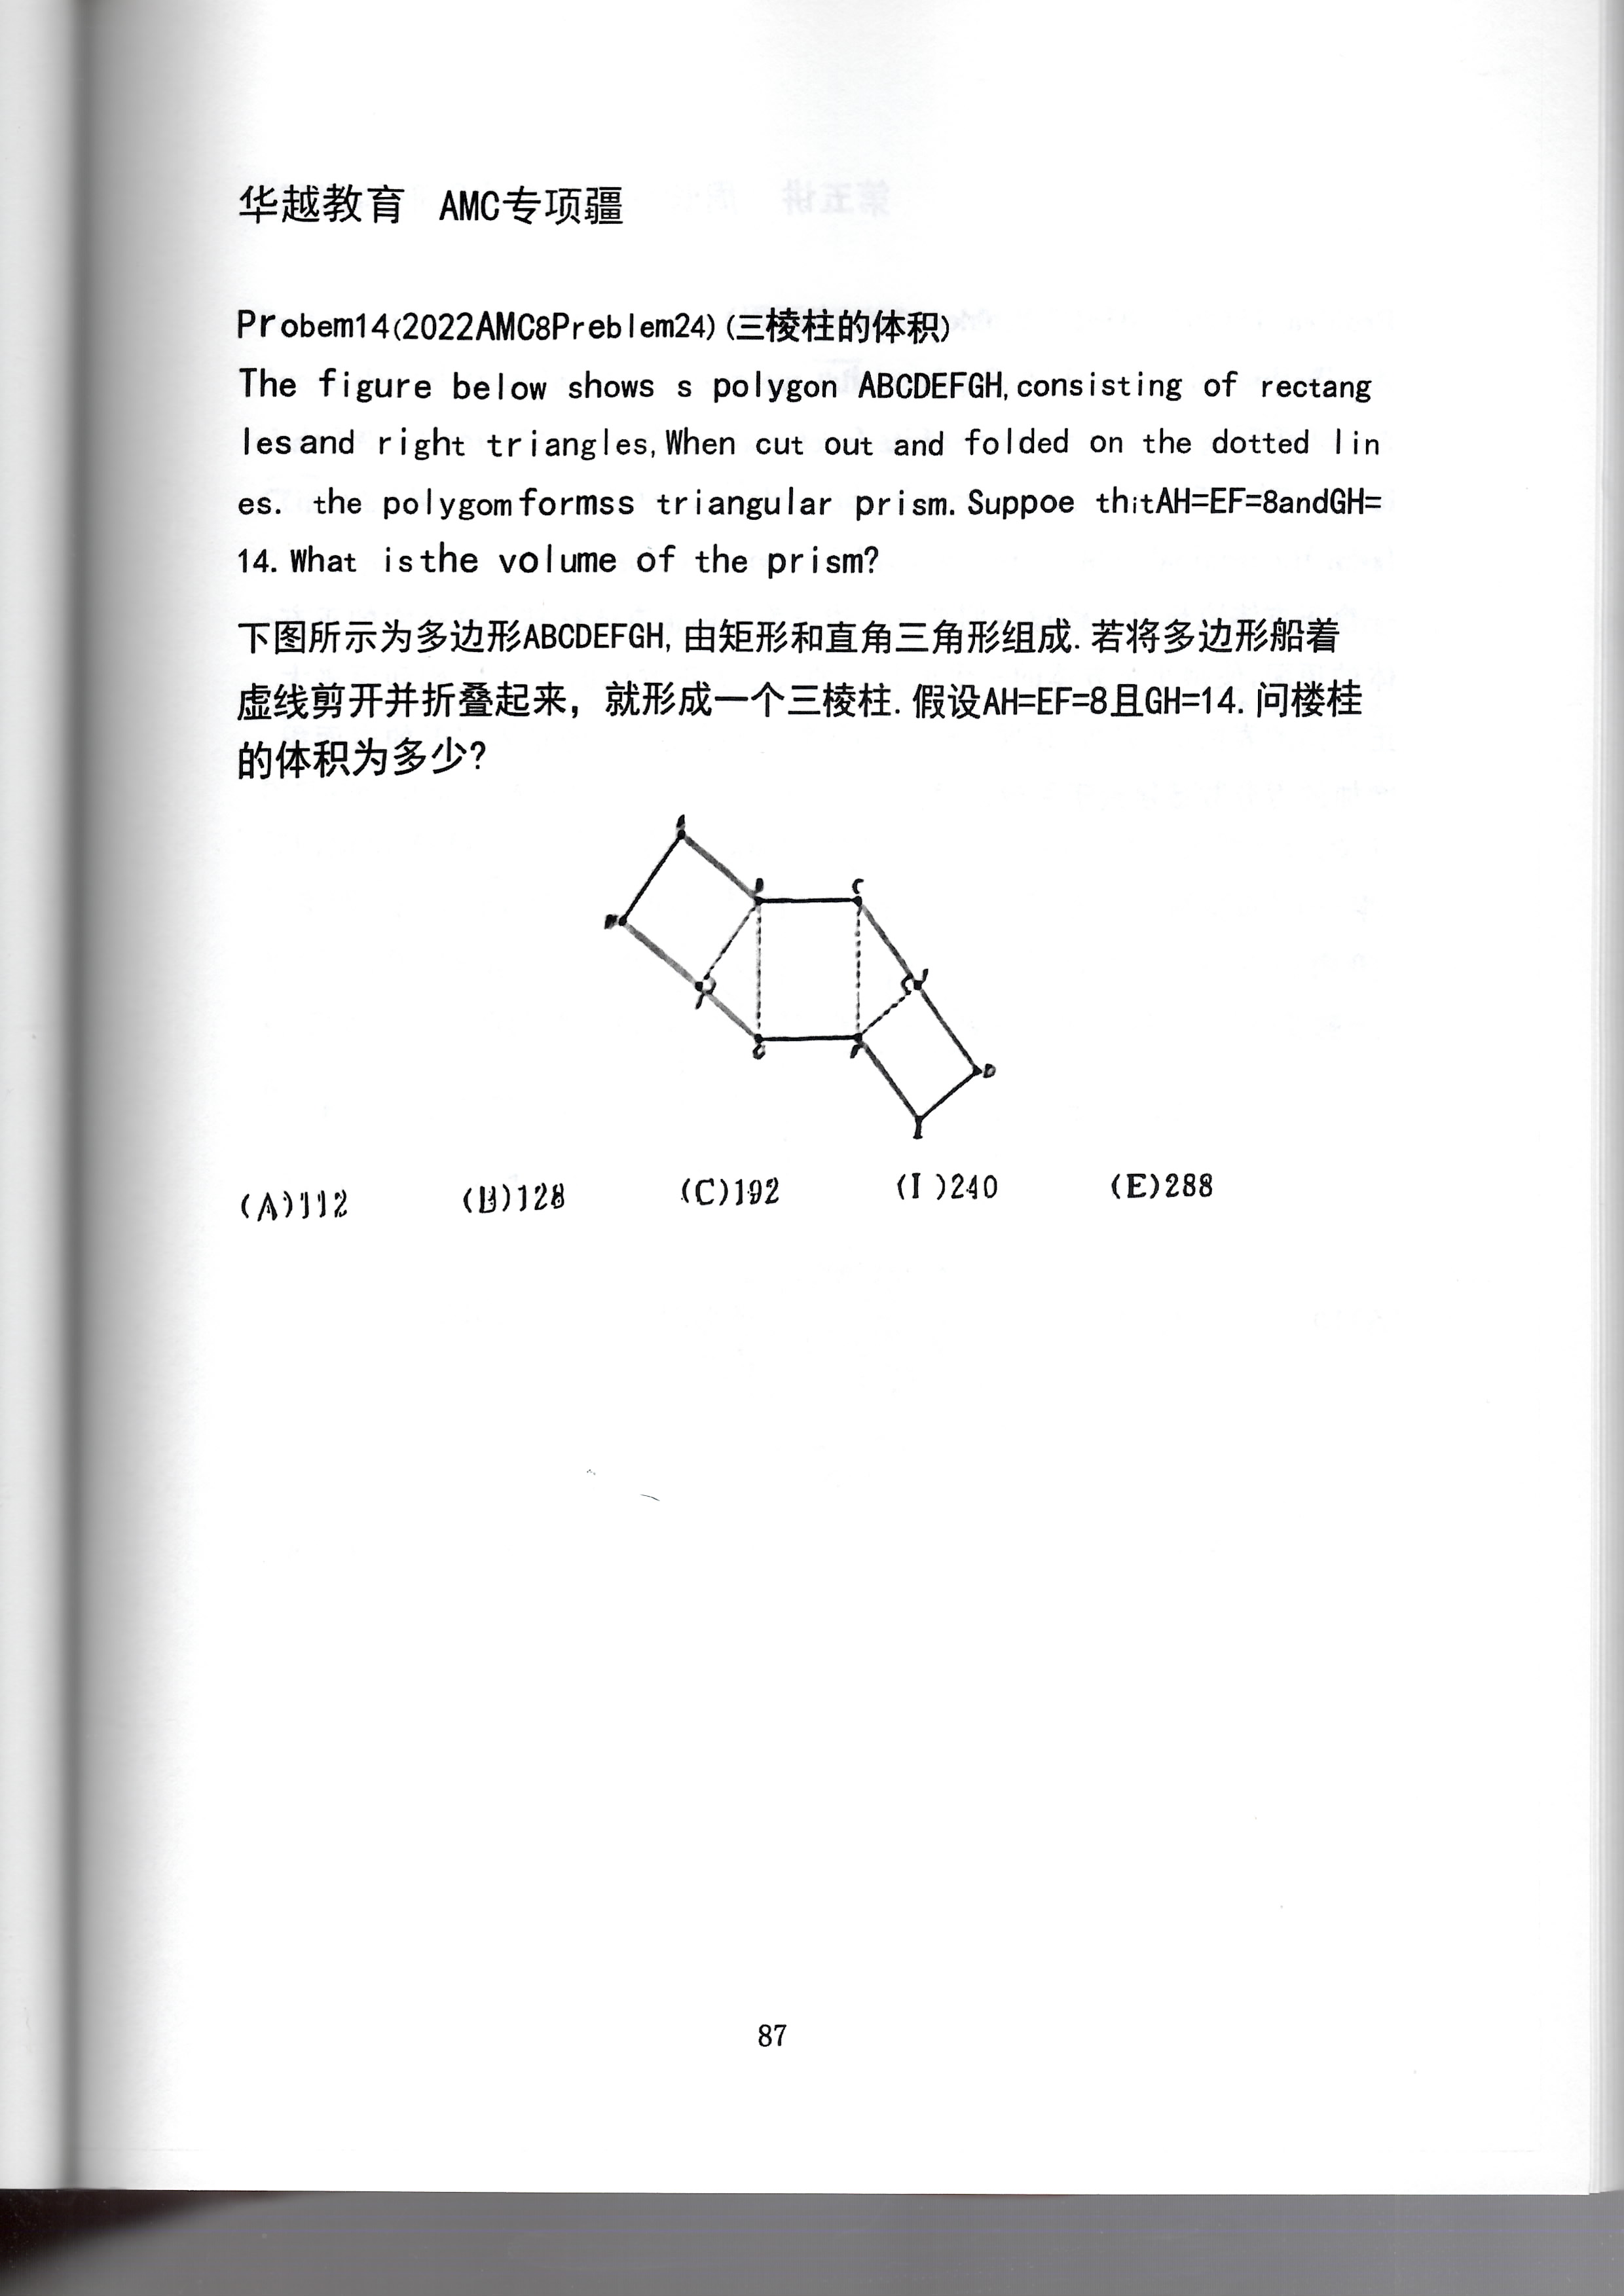 华越教育 AMC专项疆
Probem14(2022AMC8Preblem24)(三棱柱的体积)
The figure below shows s polygon ABCDEFGH,consisting of rectang
lesand right triangles,When cut out and folded on the dotted lin
es. the polygom formss triangular prism. Suppoe thitAH=EF=8andGH=
14. What isthe volume of the prism?
下图所示为多边形ABCDEFGH,由矩形和直角三角形组成.若将多边形船着
虚线剪开并折叠起来，就形成一个三棱柱.假设AH=EF=8且GH=14.问楼桂
的体积为多少?
C
D
(A)112 (B)128 (C)192 (I )240 (E)288
87